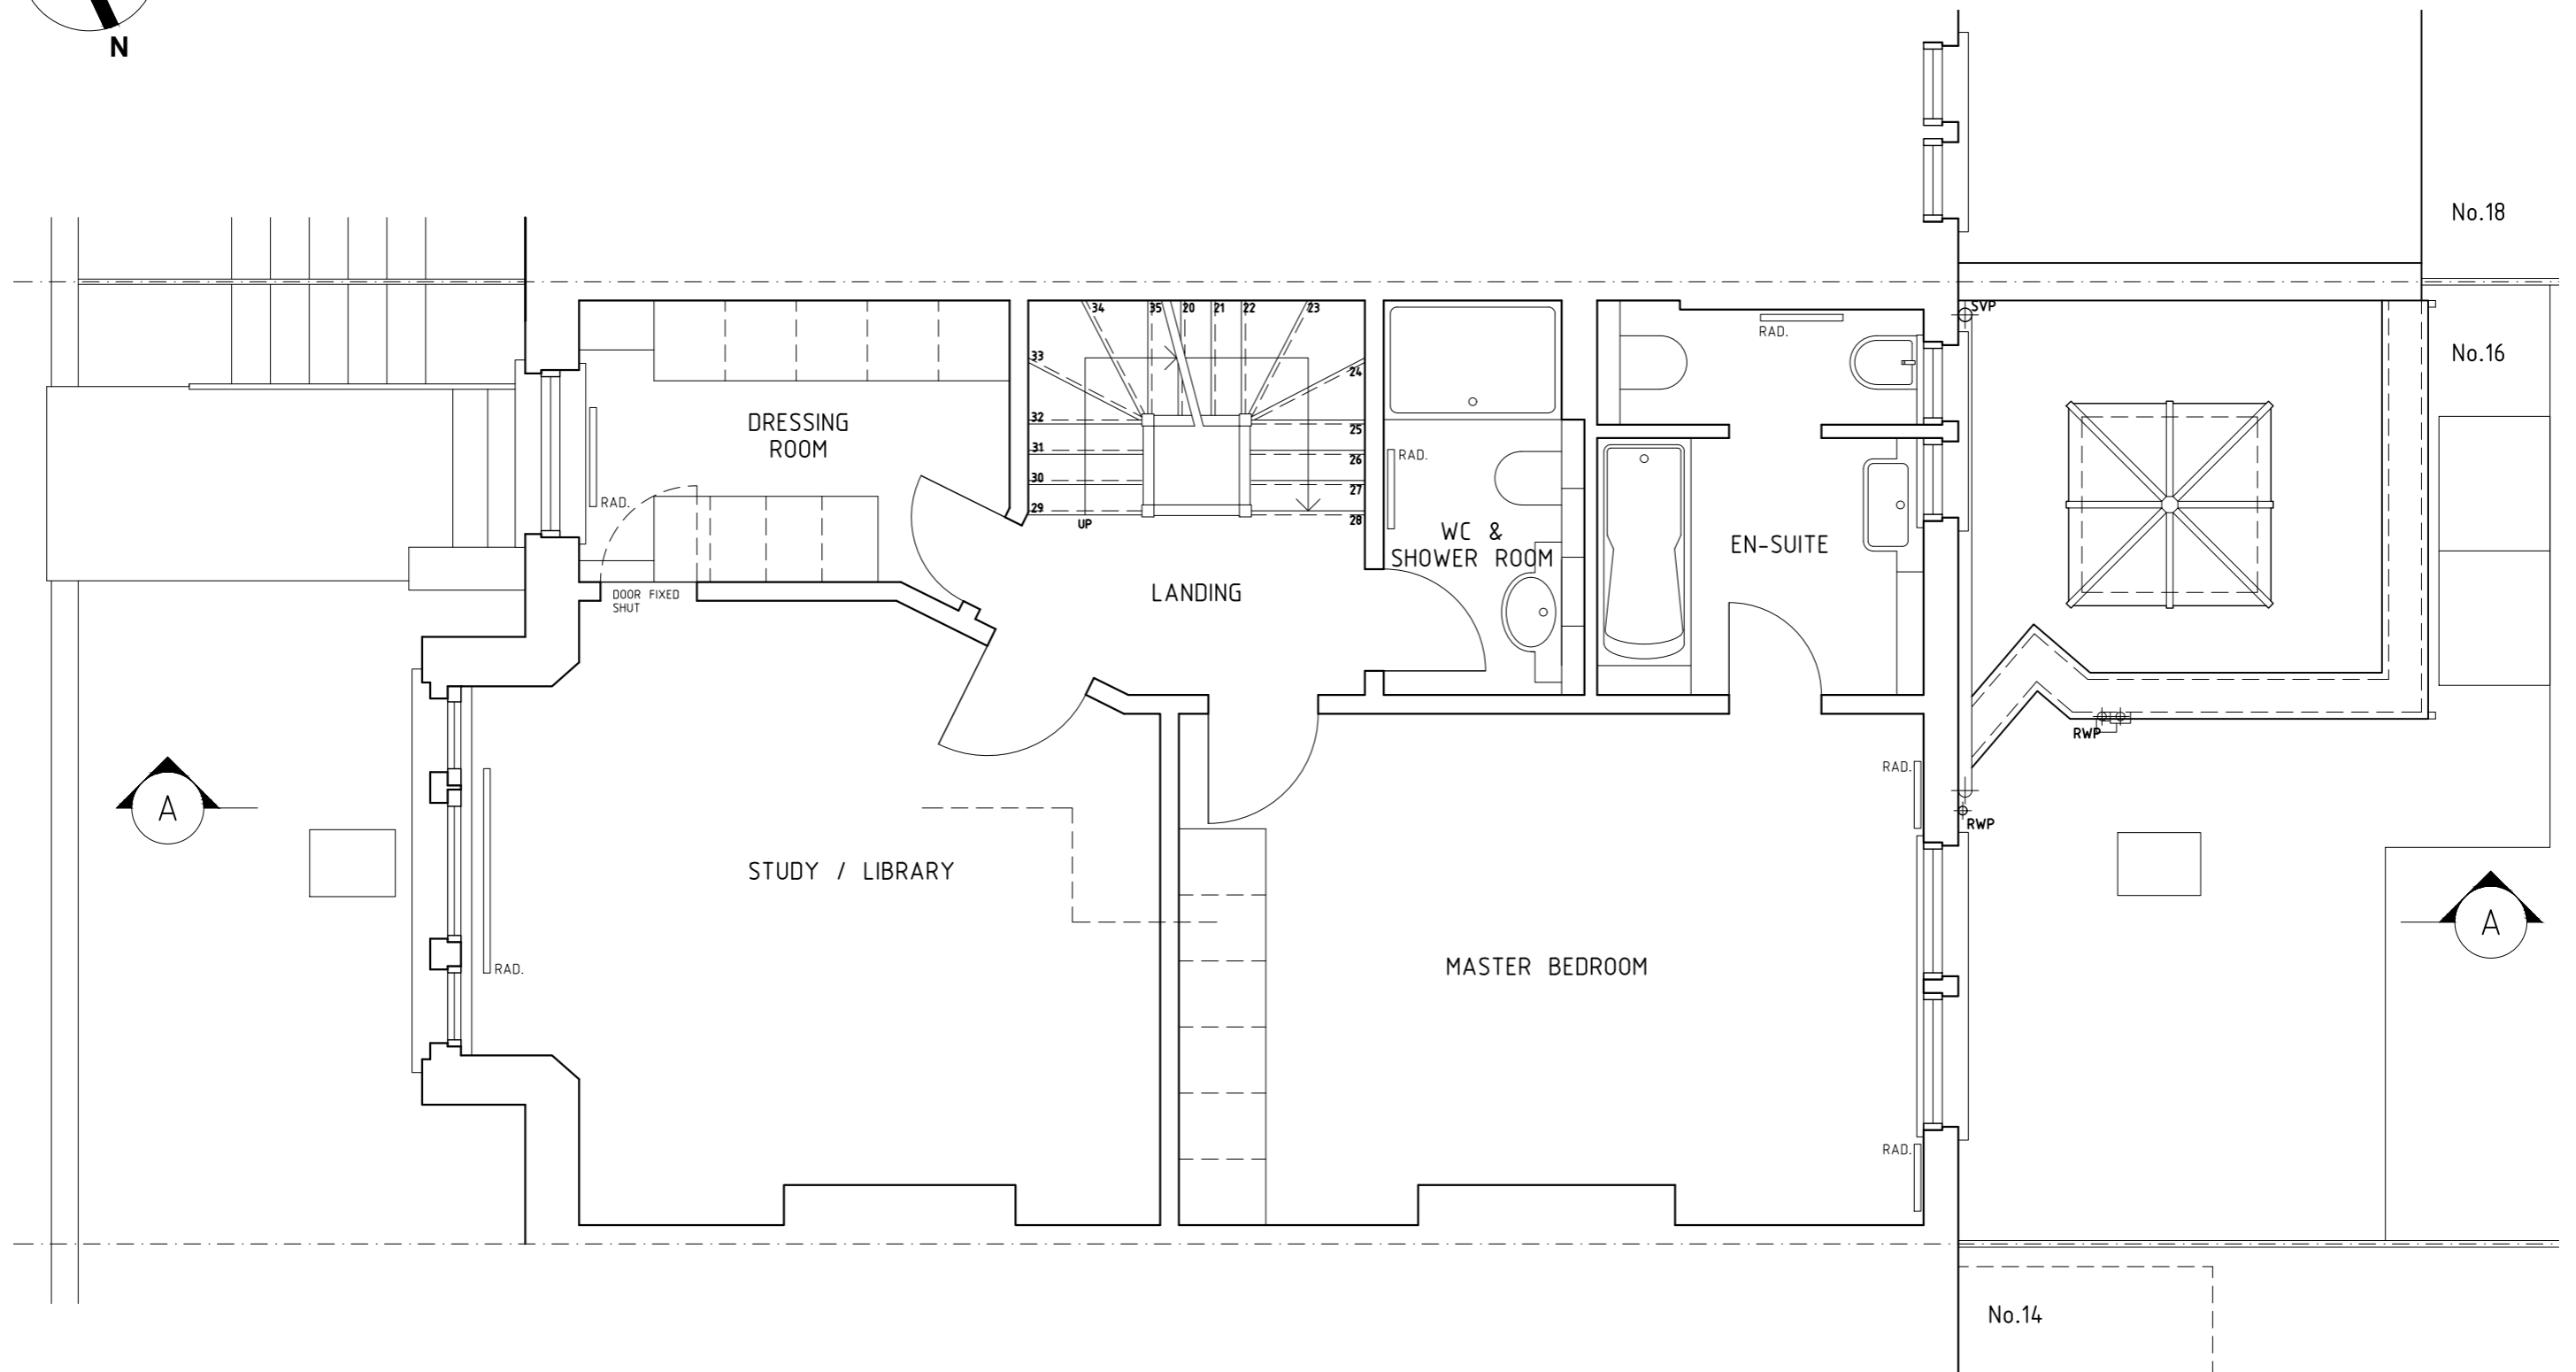 N
No.18
34
35
20
21
22
23
SVP
RAD.
33
No.16
24
32
DRESSING
ROOM
25
31
RAD.
26
30
27
RAD.
29
28
UP
WC &
SHOWER ROOM
EN-SUITE
LANDING
DOOR FIXED
SHUT
RWP
RAD.
A
RWP
STUDY / LIBRARY
A
MASTER BEDROOM
RAD.
RAD.
No.14